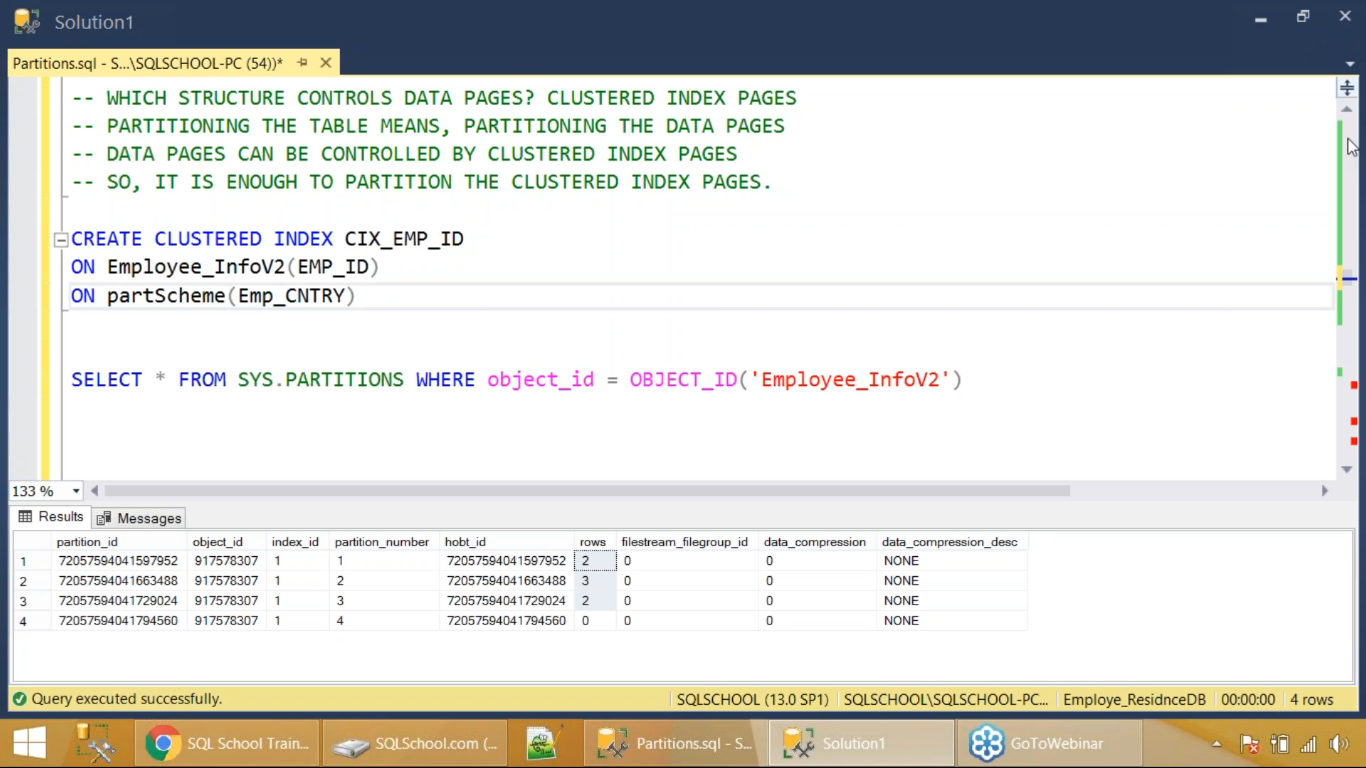 Solution1
Partitions.sql - S...\SQLSCHOOL-PC (54))*
-- WHICH STRUCTURE CONTROLS DATA PAGES? CLUSTERED INDEX PAGES
-- PARTITIONING THE TABLE MEANS, PARTITIONING THE DATA PAGES
-- DATA PAGES CAN BE CONTROLLED BY CLUSTERED INDEX PAGES
-- SO, IT IS ENOUGH TO PARTITION THE CLUSTERED INDEX PAGES.
CREATE CLUSTERED INDEX CIX_EMP_ID
ON Employee_InfoV2(EMP_ID)
ON partScheme(Emp_CNTRY)
SELECT * FROM SYS.PARTITIONS WHERE object_id = OBJECT_ID('Employee_InfoV2')
133 %
Results Messages
partition_id object_id index_id partition_number hobt_id rows filestream_filegroup_id data_compression data_compression_desc
1 72057594041597952 917578307 1 1 72057594041597952 2 0 0 NONE
2 72057594041663488 917578307 1 2 72057594041663488 3 0 0 NONE
3 72057594041729024 917578307 1 3 72057594041729024 2 0 0 NONE
4 72057594041794560 917578307 1 4 72057594041794560 0 0 0 NONE
Query executed successfully. SQLSCHOOL (13.0 SP1) SQLSCHOOL\SQLSCHOOL-PC... Employe_ResidnceDB 00:00:00 4 rows
SQL School Train... SQLSchool.com (... Partitions.sql - S... Solution1 GoToWebinar